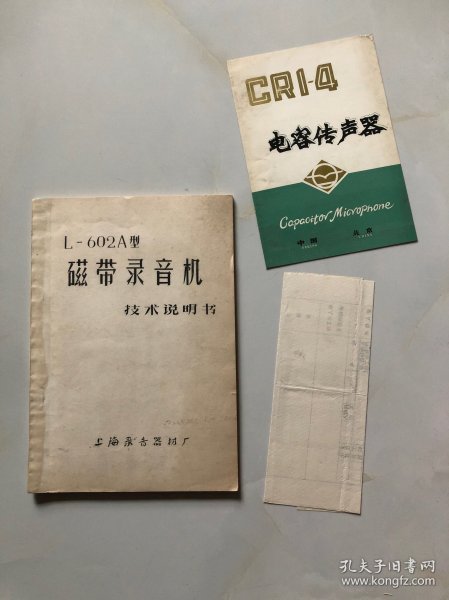 L-602A型
磁带录音机
技术说明书
上海录音器材厂
CR1-4
电容传声器
Capacitor Microphone
中国 北京
孔夫子旧书网
www.kongfz.com